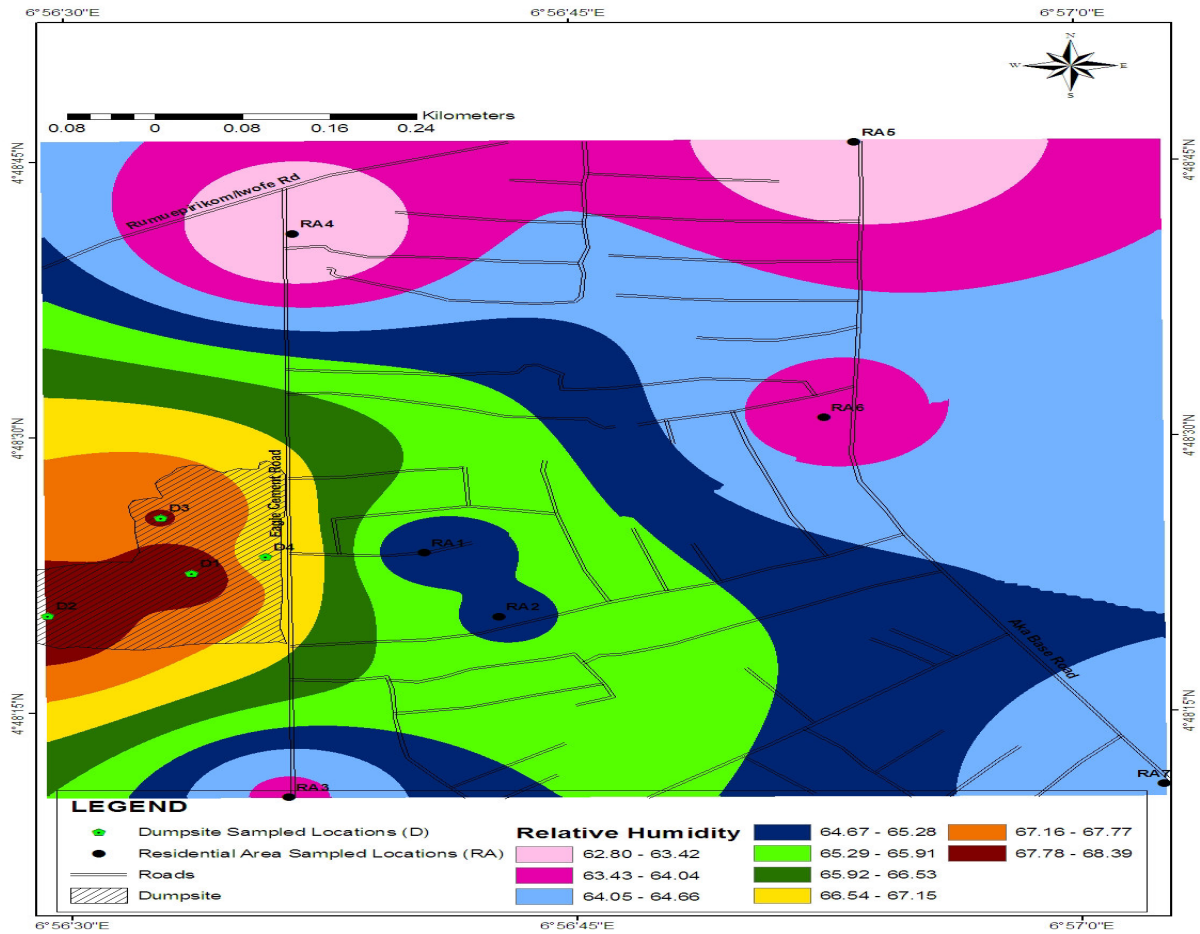 6°56'30"E 6°56'45"E 6°57'0"E
N
W E
S
Kilometers
0.08 0 0.08 0.16 0.24
RA5
4°48'45"N 4°48'45"N
Rumuepirikom/Iwofe Rd
RA4
RA6
4°48'30"N 4°48'30"N
Eagle Cement Road
D3
D4
RA1
D1
D2
RA2
Aka Base Road
4°48'15"N 4°48'15"N
RA7
RA3
LEGEND
Dumpsite Sampled Locations (D)
Residential Area Sampled Locations (RA)
Roads
Dumpsite
Relative Humidity
62.80 - 63.42
63.43 - 64.04
64.05 - 64.66
64.67 - 65.28
65.29 - 65.91
65.92 - 66.53
66.54 - 67.15
67.16 - 67.77
67.78 - 68.39
6°56'30"E 6°56'45"E 6°57'0"E